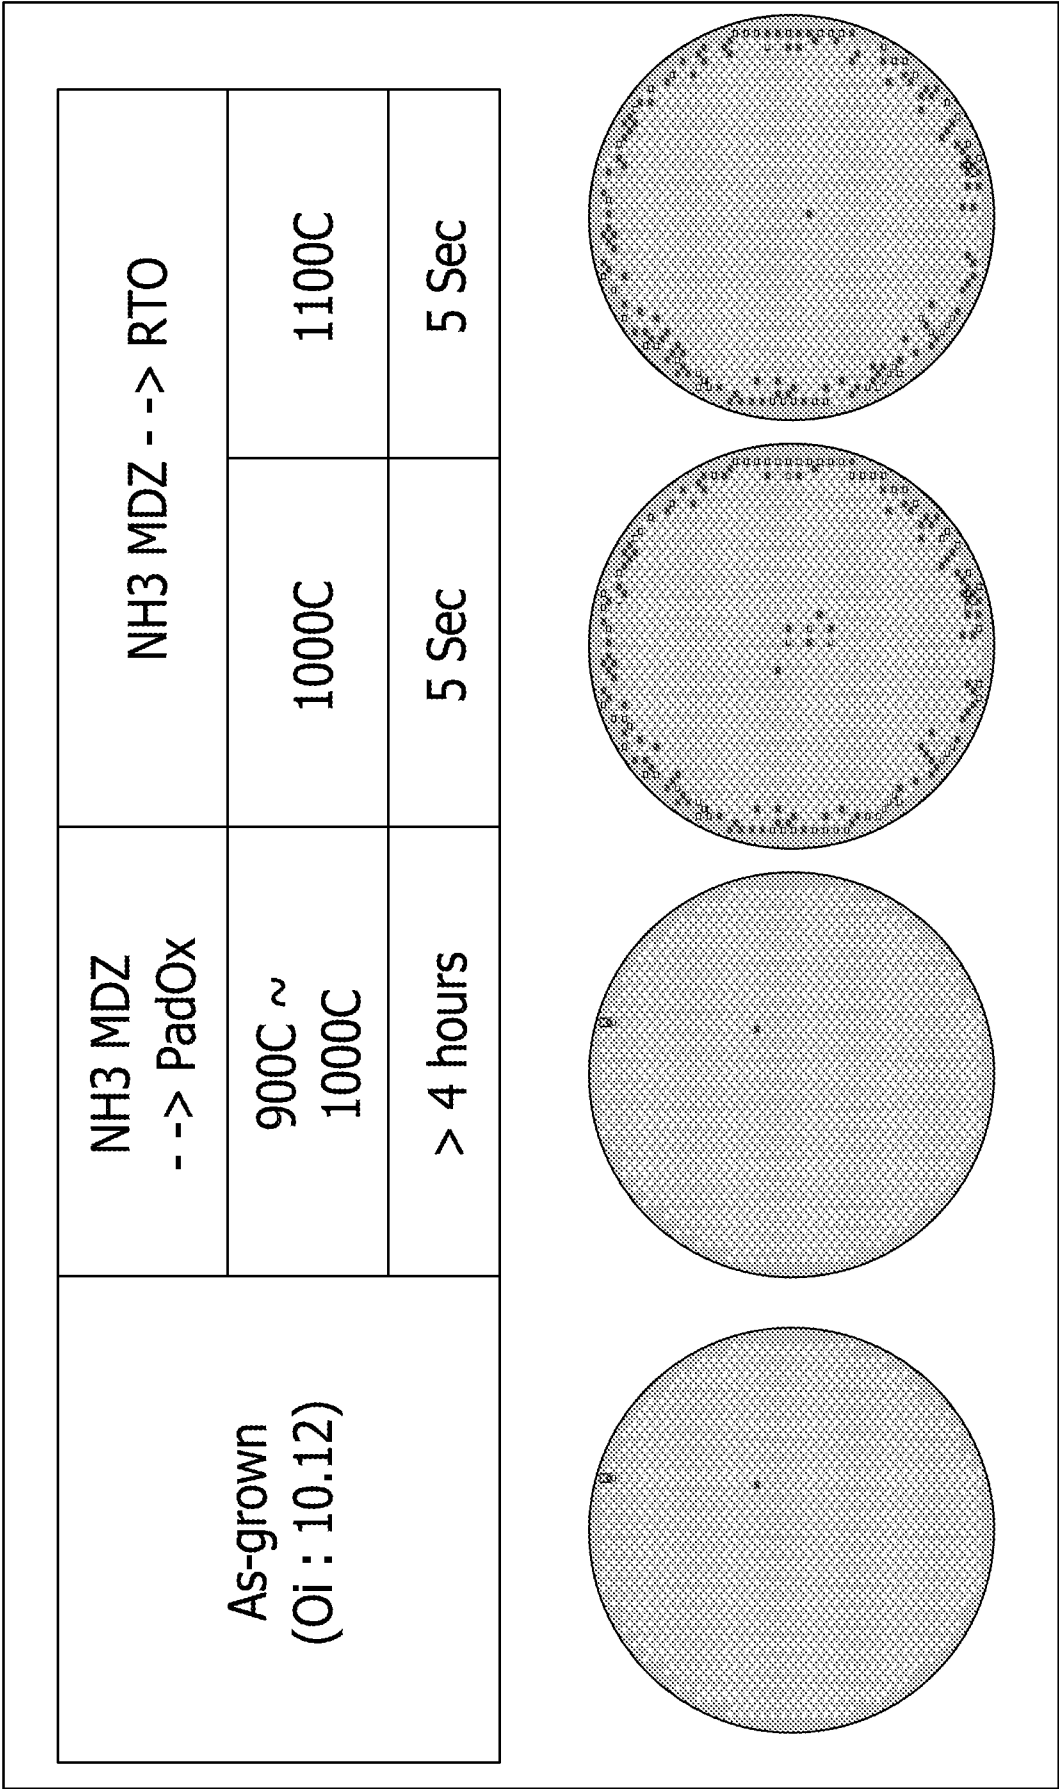 As-grown
(Oi : 10.12)
NH3 MDZ
- -> PadOx
900C ~
1000C
> 4 hours
NH3 MDZ - -> RTO
1000C
1100C
5 Sec
5 Sec